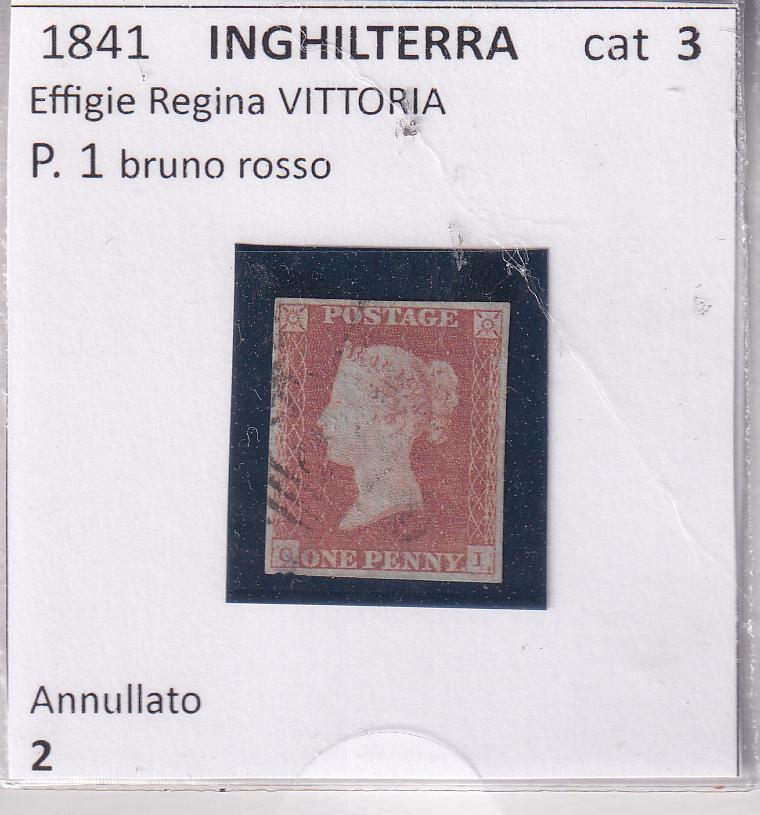 1841 INGHILTERRA cat 3
Effigie Regina VITTORIA
P. 1 bruno rosso
POSTAGE
ONE PENNY. I
Annullato
2